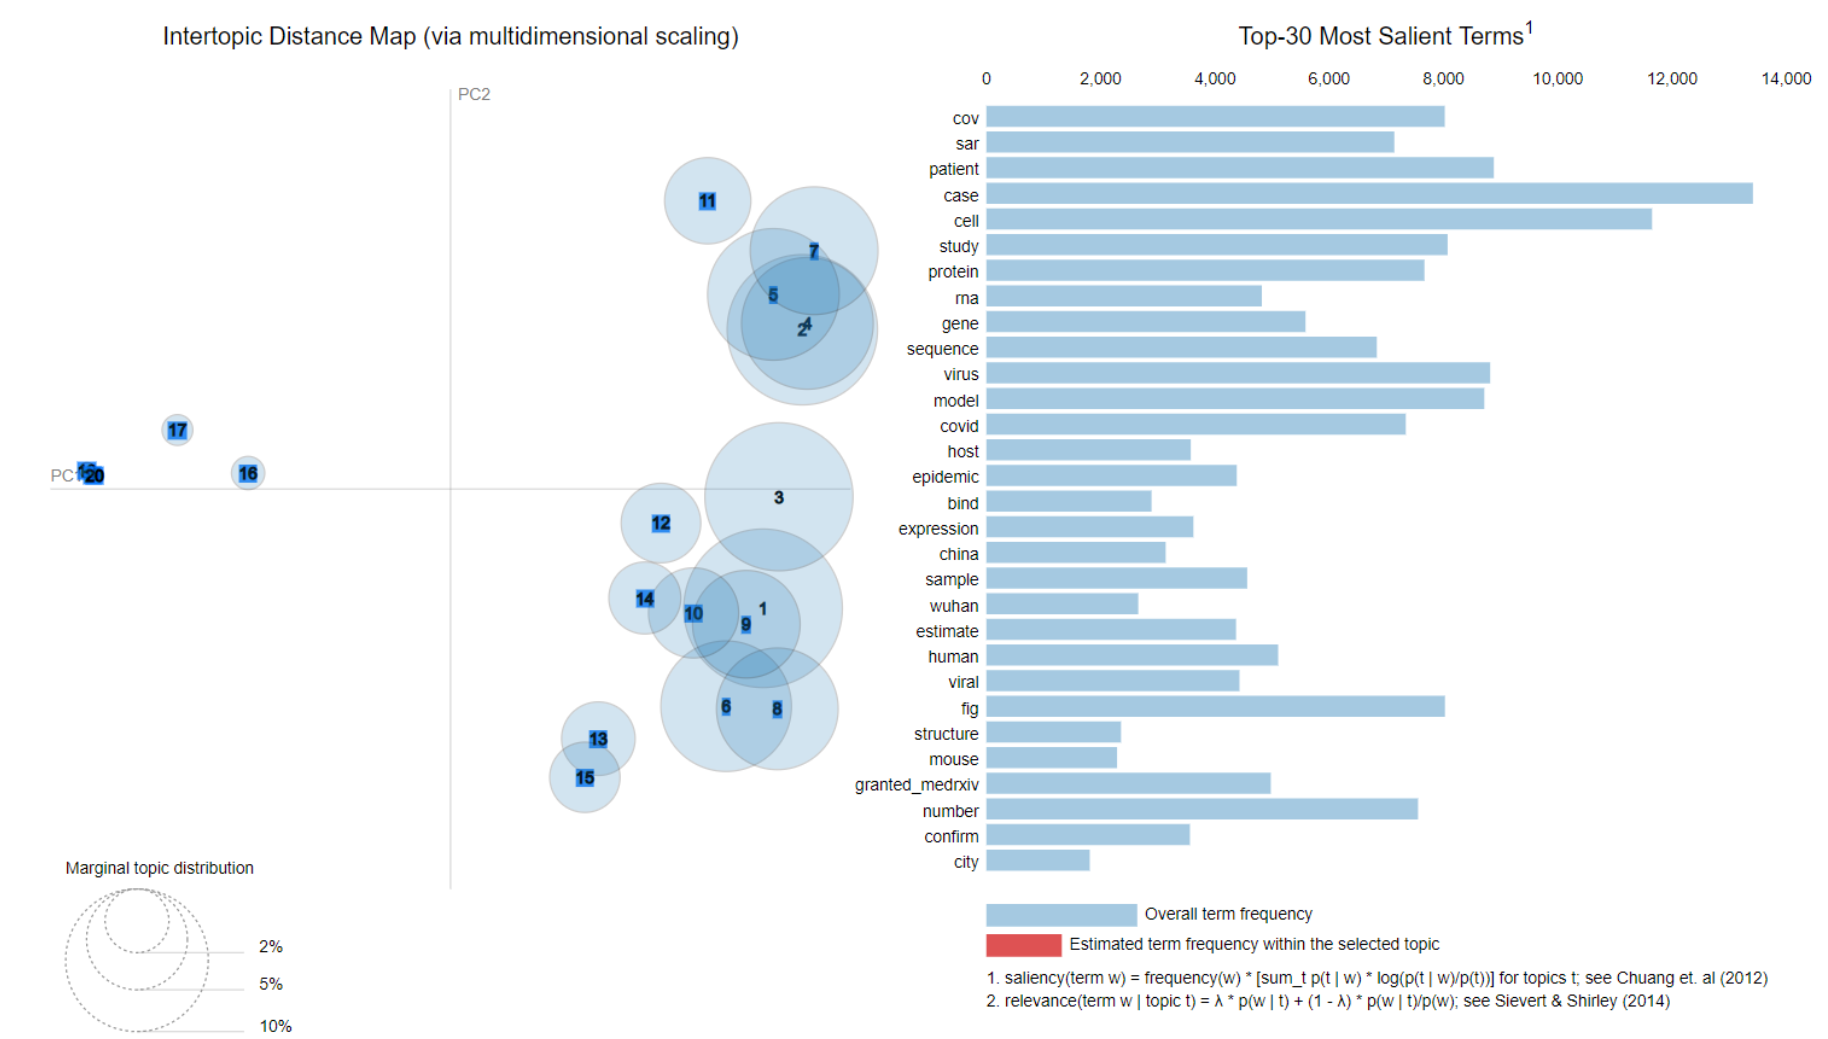 Intertopic Distance Map (via multidimensional scaling)
PC2
11
7
5
4
2
17
20
PC
16
3
12
14
10
1
9
6
8
13
15
Marginal topic distribution
2%
5%
10%
Top-30 Most Salient Terms1
0 2,000 4,000 6,000 8,000 10,000 12,000 14,000
cov
sar
patient
case
cell
study
protein
rna
gene
sequence
virus
model
covid
host
epidemic
bind
expression
china
sample
wuhan
estimate
human
viral
fig
structure
mouse
granted_medrxiv
number
confirm
city
Overall term frequency
Estimated term frequency within the selected topic
1. saliency(term w) = frequency(w) * [sum_t p(t | w) * log(p(t | w)/p(t))] for topics t; see Chuang et. al (2012)
2. relevance(term w | topic t) = λ * p(w | t) + (1 - λ) * p(w | t)/p(w); see Sievert & Shirley (2014)